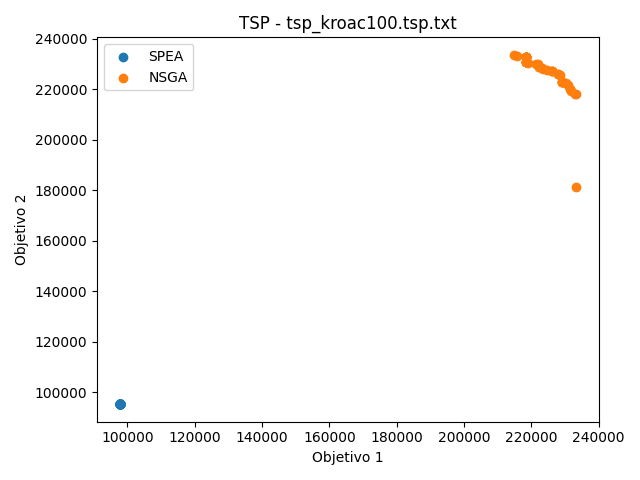 TSP - tsp_kroac100.tsp.txt
SPEA
NSGA
240000
220000
200000
180000
160000
140000
120000
100000
Objetivo 2
100000 120000 140000 160000 180000 200000 220000 240000
Objetivo 1